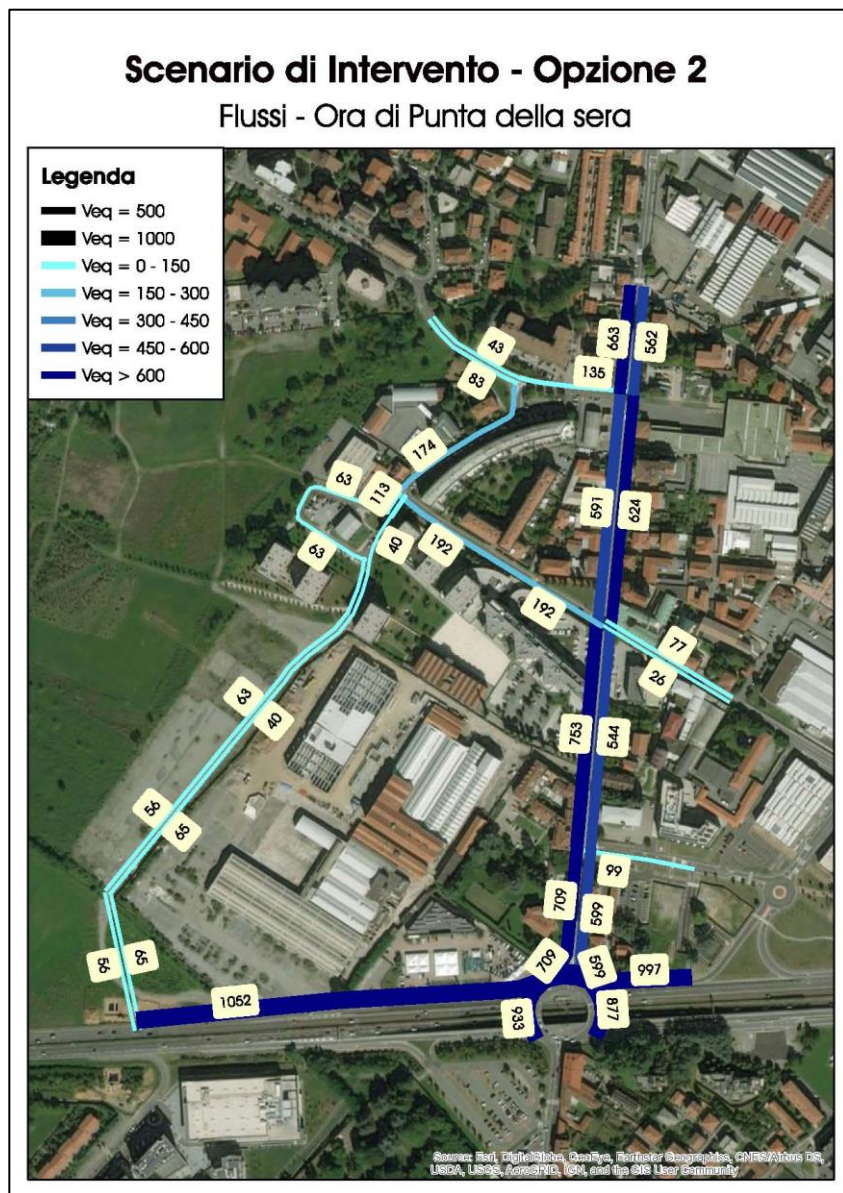 Scenario di Intervento - Opzione 2
Flussi - Ora di Punta della sera
Legenda
Veq = 500
Veq = 1000
Veq = 0 - 150
Veq = 150 - 300
Veq = 300 - 450
Veq = 450 - 600
Veq > 600
663
562
43
83
135
174
63
113
591
624
40
192
63
192
77
26
63
40
753
544
56
65
99
709
599
56
65
709
599
997
1052
933
877
Source: Esri, DigitalGlobe, GeoEye, Earthstar Geographics, CNES/Airbus DS,
USDA, USGS, AeroGRID, IGN, and the GIS User Community